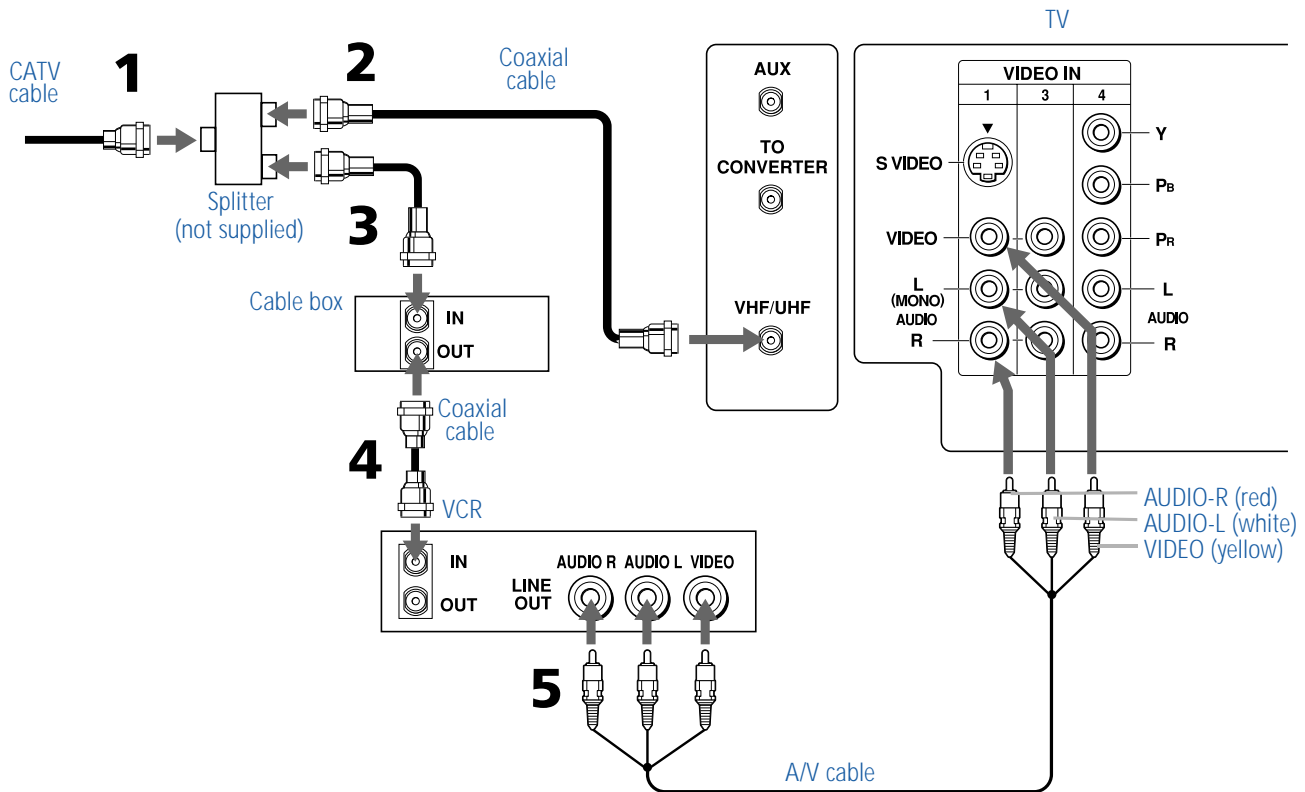 TV
1
CATV
cable
2
Coaxial
cable
Splitter
(not supplied)
3
Cable box
IN
OUT
4
Coaxial
cable
VCR
IN
OUT
LINE
OUT
AUDIO R AUDIO L VIDEO
5
A/V cable
AUX
TO
CONVERTER
VHF/UHF
VIDEO IN
1 3 4
S VIDEO
VIDEO
L
(MONO)
AUDIO
R
Y
PB
PR
L
AUDIO
R
AUDIO-R (red)
AUDIO-L (white)
VIDEO (yellow)